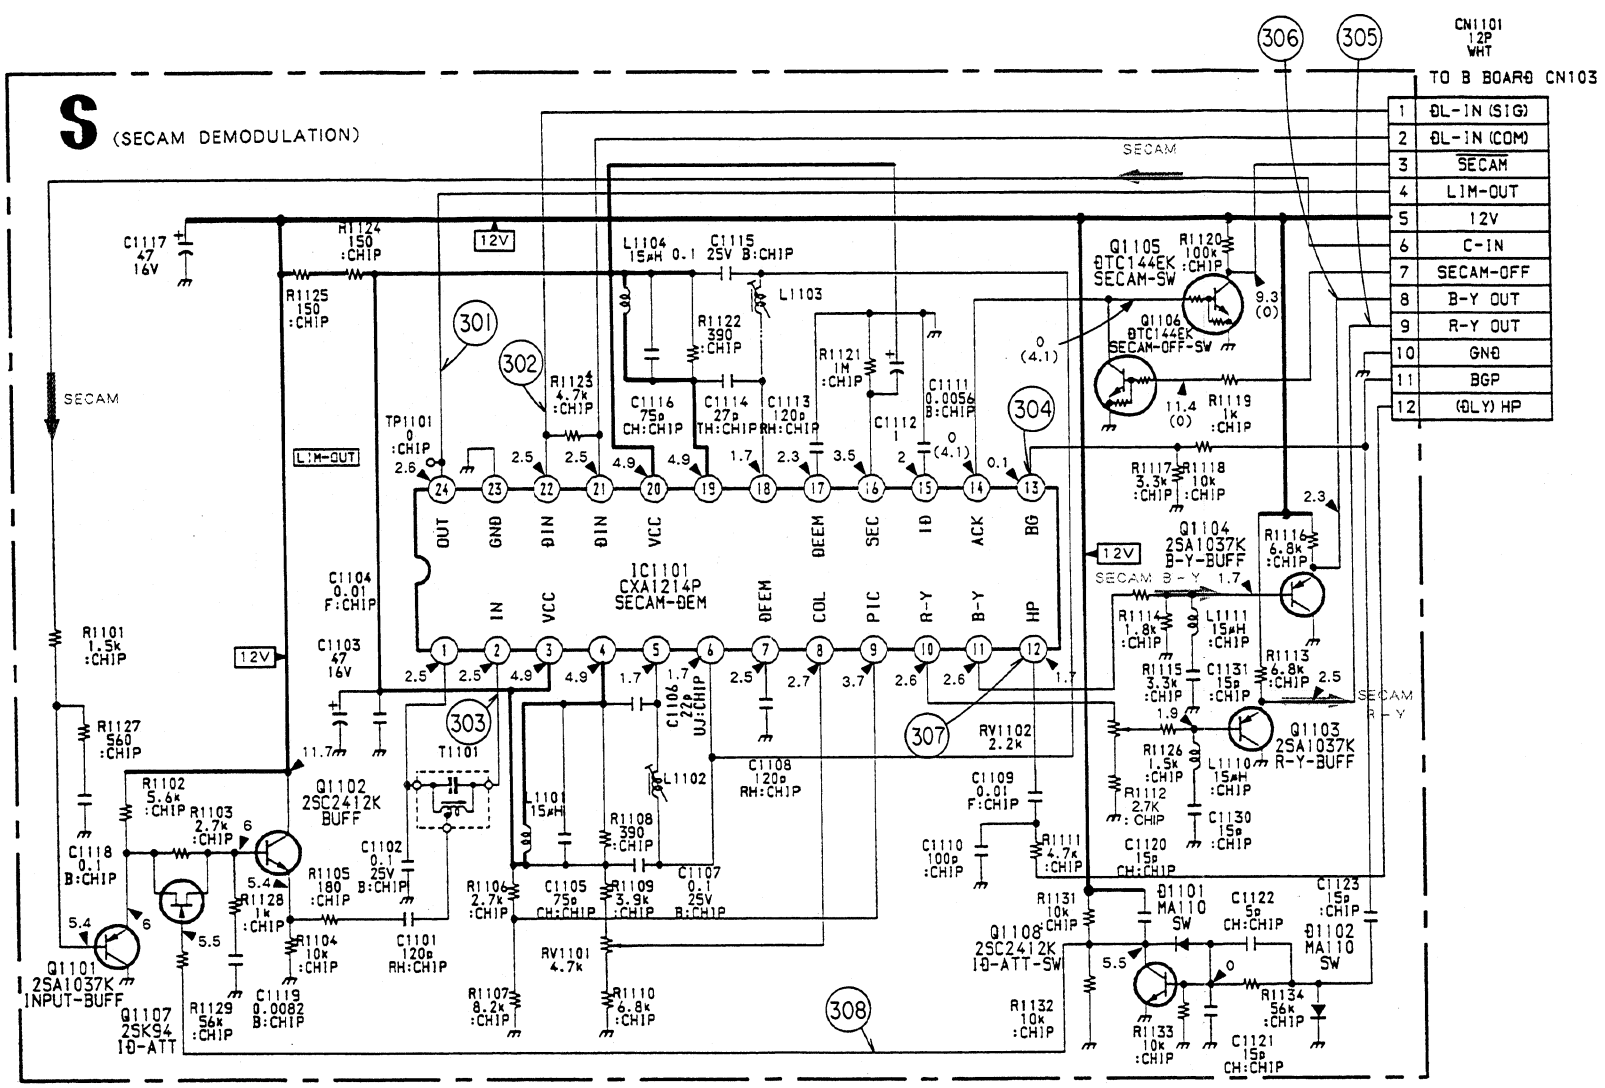 306
305
CN1101
12P
WHT
TO B BOARD CN103
S (SECAM DEMODULATION)
1 DL-IN (SIG)
2 DL-IN (COM)
3 SECAM
4 LIM-OUT
5 12V
6 C-IN
7 SECAM-OFF
8 B-Y OUT
9 R-Y OUT
10 GND
11 BGP
12 (DLY) HP
SECAM
C1117
47
16V
R1124
150
:CHIP
12V
L1104
15μH
0.1
C1115
25V B:CHIP
Q1105
DTC144EK
SECAM-SW
R1120
100k
:CHIP
R1125
150
:CHIP
L1103
9.3
(0)
301
302
R1122
390
:CHIP
R1121
1M
:CHIP
0
(4.1)
Q1106
DTC144EK
SECAM-OFF-SW
SECAM
R1123
4.7k
:CHIP
C1116
75p
CH:CHIP
C1114
27p
TH:CHIP
C1113
120p
RH:CHIP
C1112
1
C1111
0.0056
B:CHIP
304
11.4
(0)
R1119
1k
:CHIP
TP1101
0
:CHIP
LIM-OUT
2.6
2.5
2.5
4.9
4.9
1.7
2.3
3.5
2
0
(4.1)
0.1
R1117
3.3k
:CHIP
R1118
10k
:CHIP
24 23 22 21 20 19 18 17 16 15 14 13
OUT GND DIN DIN VCC DEEM SEC ID ACK BG
2.3
Q1104
2SA1037K
B-Y-BUFF
R1116
6.8k
:CHIP
12V
IC1101
CXA1214P
SECAM-DEM
SECAM B-Y
1.7
C1104
0.01
F:CHIP
IN VCC DEEM COL PIC R-Y B-Y HP
1 2 3 4 5 6 7 8 9 10 11 12
R1101
1.5k
:CHIP
12V
C1103
47
16V
2.5
2.5
4.9
4.9
1.7
1.7
2.5
2.7
3.7
2.6
2.6
1.7
R1114
1.8k
:CHIP
L1111
15μH
:CHIP
R1115
3.3k
:CHIP
C1131
15p
:CHIP
R1113
6.8k
:CHIP
2.5
SECAM
R-Y
C1106
22p
UJ:CHIP
303
307
1.9
R1127
560
:CHIP
11.7
T1101
RV1102
2.2k
R1126
1.5k
:CHIP
L1110
15μH
:CHIP
Q1103
2SA1037K
R-Y-BUFF
R1102
5.6k
:CHIP
Q1102
2SC2412K
BUFF
L1101
15μH
L1102
C1108
120p
RH:CHIP
C1109
0.01
F:CHIP
R1112
2.7K
:CHIP
R1103
2.7k
:CHIP
6
C1130
15p
:CHIP
C1118
0.1
B:CHIP
R1108
390
:CHIP
C1110
100p
:CHIP
R1111
4.7k
:CHIP
C1120
15p
CH:CHIP
C1102
0.1
25V
B:CHIP
5.4
R1105
180
:CHIP
R1128
1k
:CHIP
R1106
2.7k
:CHIP
C1105
75p
CH:CHIP
R1109
3.9k
:CHIP
C1107
0.1
25V
B:CHIP
R1131
10k
:CHIP
D1101
MA110
SW
C1122
5p
CH:CHIP
C1123
15p
:CHIP
5.4
6
5.5
R1104
10k
:CHIP
C1101
120p
RH:CHIP
RV1101
4.7k
Q1108
2SC2412K
ID-ATT-SW
D1102
MA110
SW
5.5
0
Q1101
2SA1037K
INPUT-BUFF
Q1107
2SK94
ID-ATT
R1129
56k
:CHIP
C1119
0.0082
B:CHIP
R1107
8.2k
:CHIP
R1110
6.8k
:CHIP
308
R1132
10k
:CHIP
R1133
10k
:CHIP
R1134
56k
:CHIP
C1121
15p
CH:CHIP